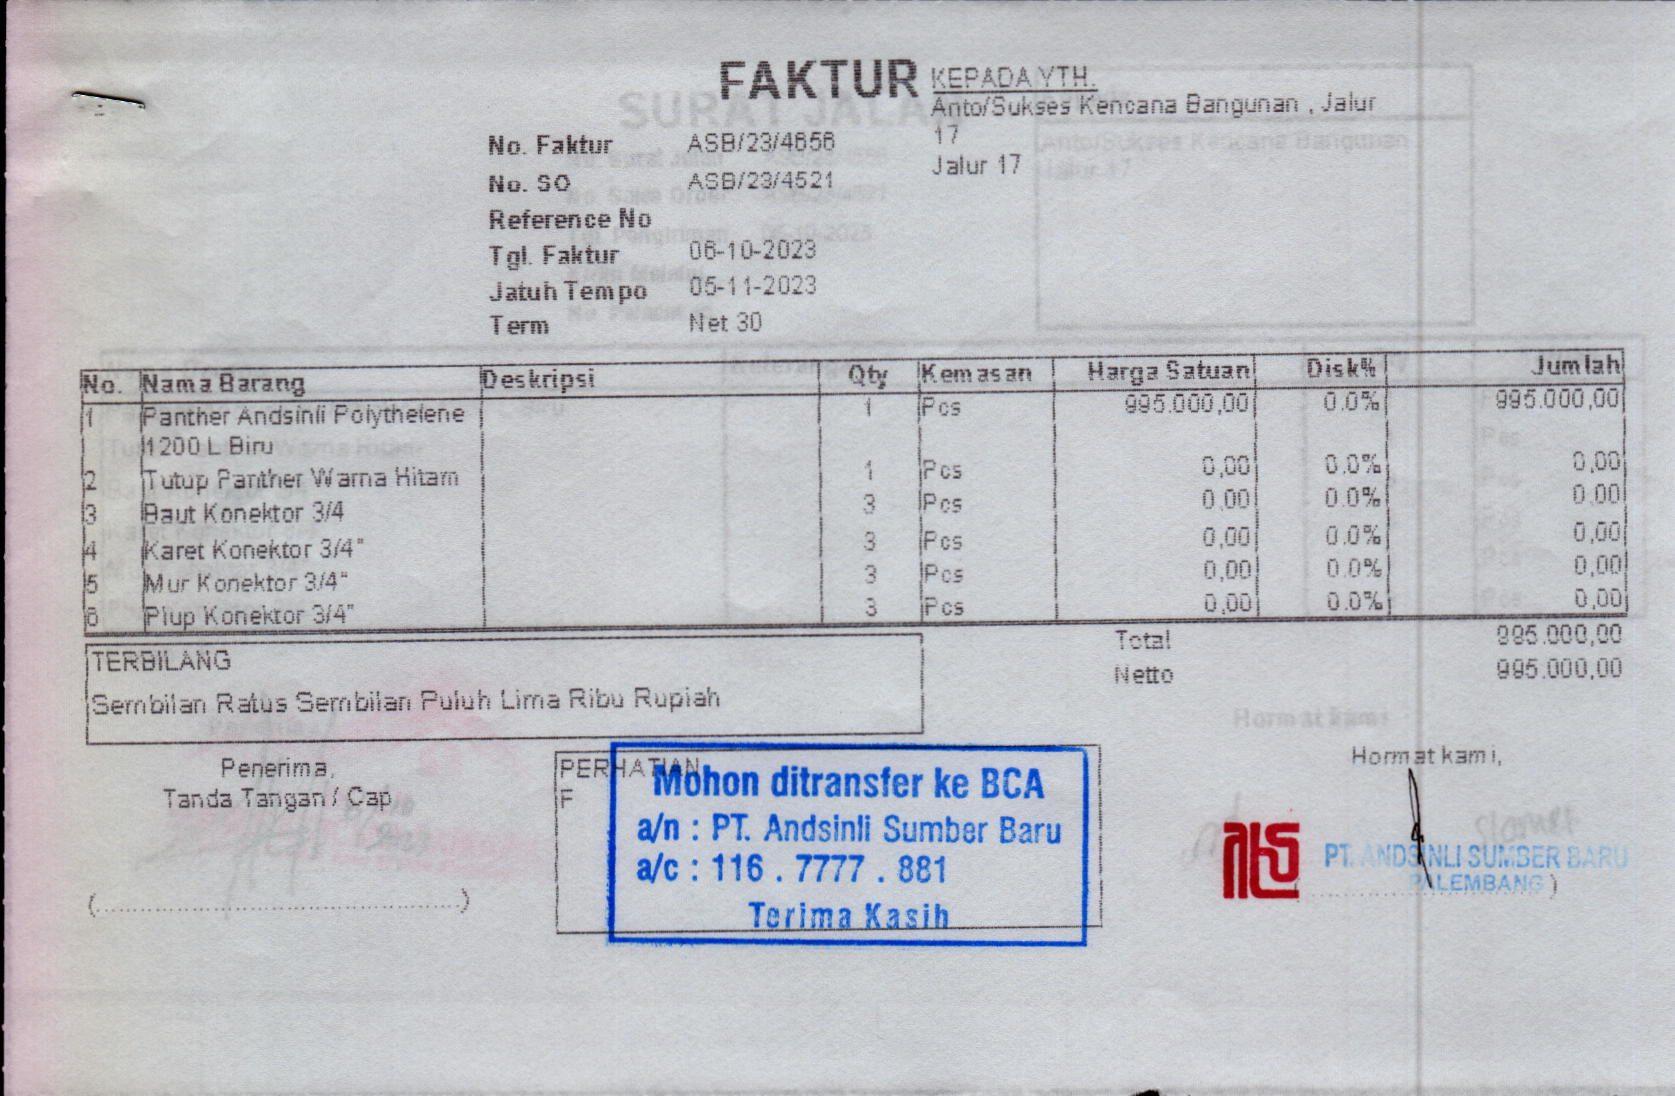 FAKTUR
KEPADA YTH.
Anto/Sukses Kencana Bangunan , Jalur
17
Jalur 17
No. Faktur ASB/23/4656
No. SO ASB/23/4521
Reference No
Tgl. Faktur 06-10-2023
Jatuh Tempo 05-11-2023
Term Net 30
No. Nama Barang Deskripsi Qty Kemasan Harga Satuan Disk% Jumlah
1 Panther Andsinli Polythelene 1 Pcs 995.000,00 0.0% 995.000,00
1200 L Biru
2 Tutup Panther Warna Hitam 1 Pcs 0,00 0.0% 0,00
3 Baut Konektor 3/4 3 Pcs 0,00 0.0% 0,00
4 Karet Konektor 3/4" 3 Pcs 0,00 0.0% 0,00
5 Mur Konektor 3/4" 3 Pcs 0,00 0.0% 0,00
6 Plup Konektor 3/4" 3 Pcs 0,00 0.0% 0,00
Total 995.000,00
Netto 995.000,00
TERBILANG
Sembilan Ratus Sembilan Puluh Lima Ribu Rupiah
Penerima,
Tanda Tangan / Cap
PERHATIAN
F
Mohon ditransfer ke BCA
a/n : PT. Andsinli Sumber Baru
a/c : 116 . 7777 . 881
Terima Kasih
Hormat kami,
PT. ANDSINLI SUMBER BARU
PALEMBANG